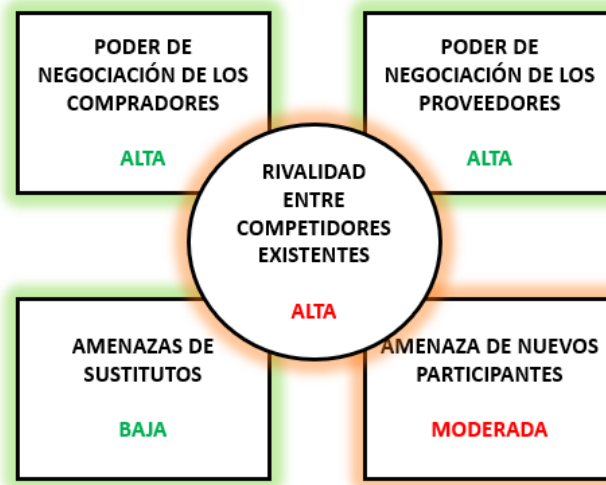 PODER DE
NEGOCIACIÓN DE LOS
COMPRADORES
ALTA
PODER DE
NEGOCIACIÓN DE LOS
PROVEEDORES
ALTA
RIVALIDAD
ENTRE
COMPETIDORES
EXISTENTES
ALTA
AMENAZAS DE
SUSTITUTOS
BAJA
AMENAZA DE NUEVOS
PARTICIPANTES
MODERADA